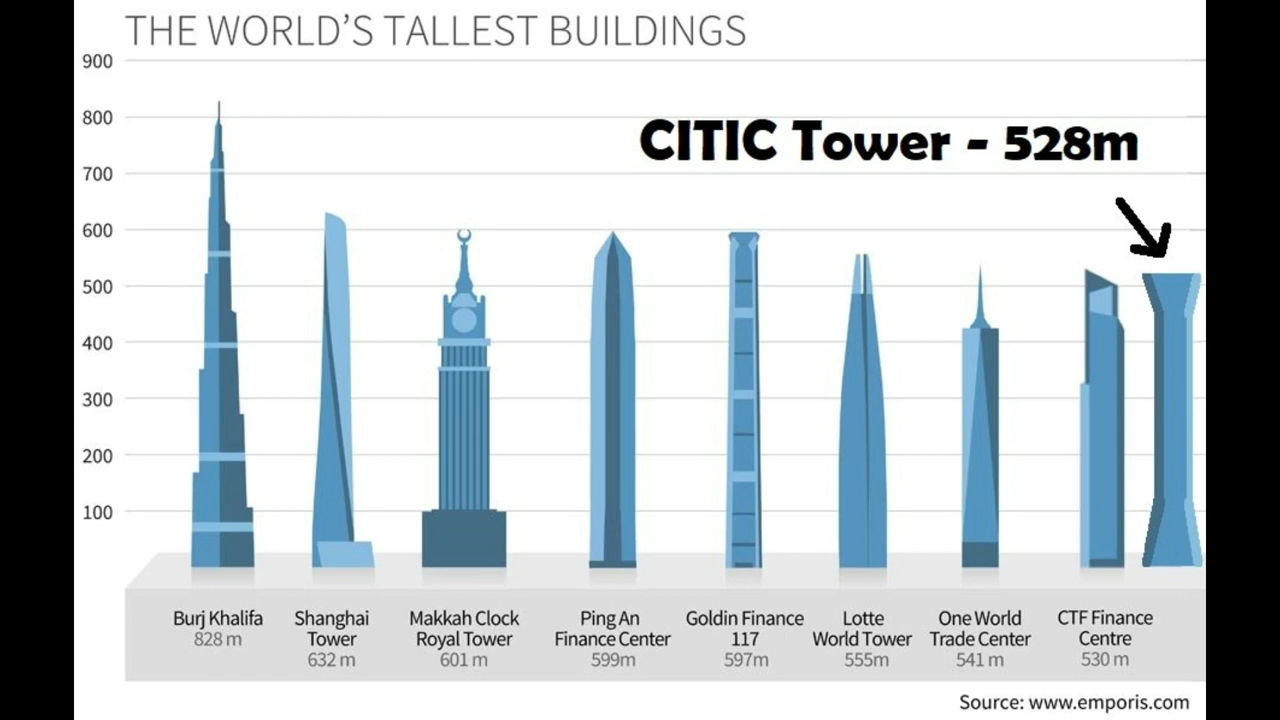 THE WORLD'S TALLEST BUILDINGS
900
800
CITIC Tower - 528m
700
600
500
400
300
200
100
Burj Khalifa
828 m
Shanghai
Tower
632 m
Makkah Clock
Royal Tower
601 m
Ping An
Finance Center
599m
Goldin Finance
117
597m
Lotte
World Tower
555m
One World
Trade Center
541 m
CTF Finance
Centre
530 m
Source: www.emporis.com